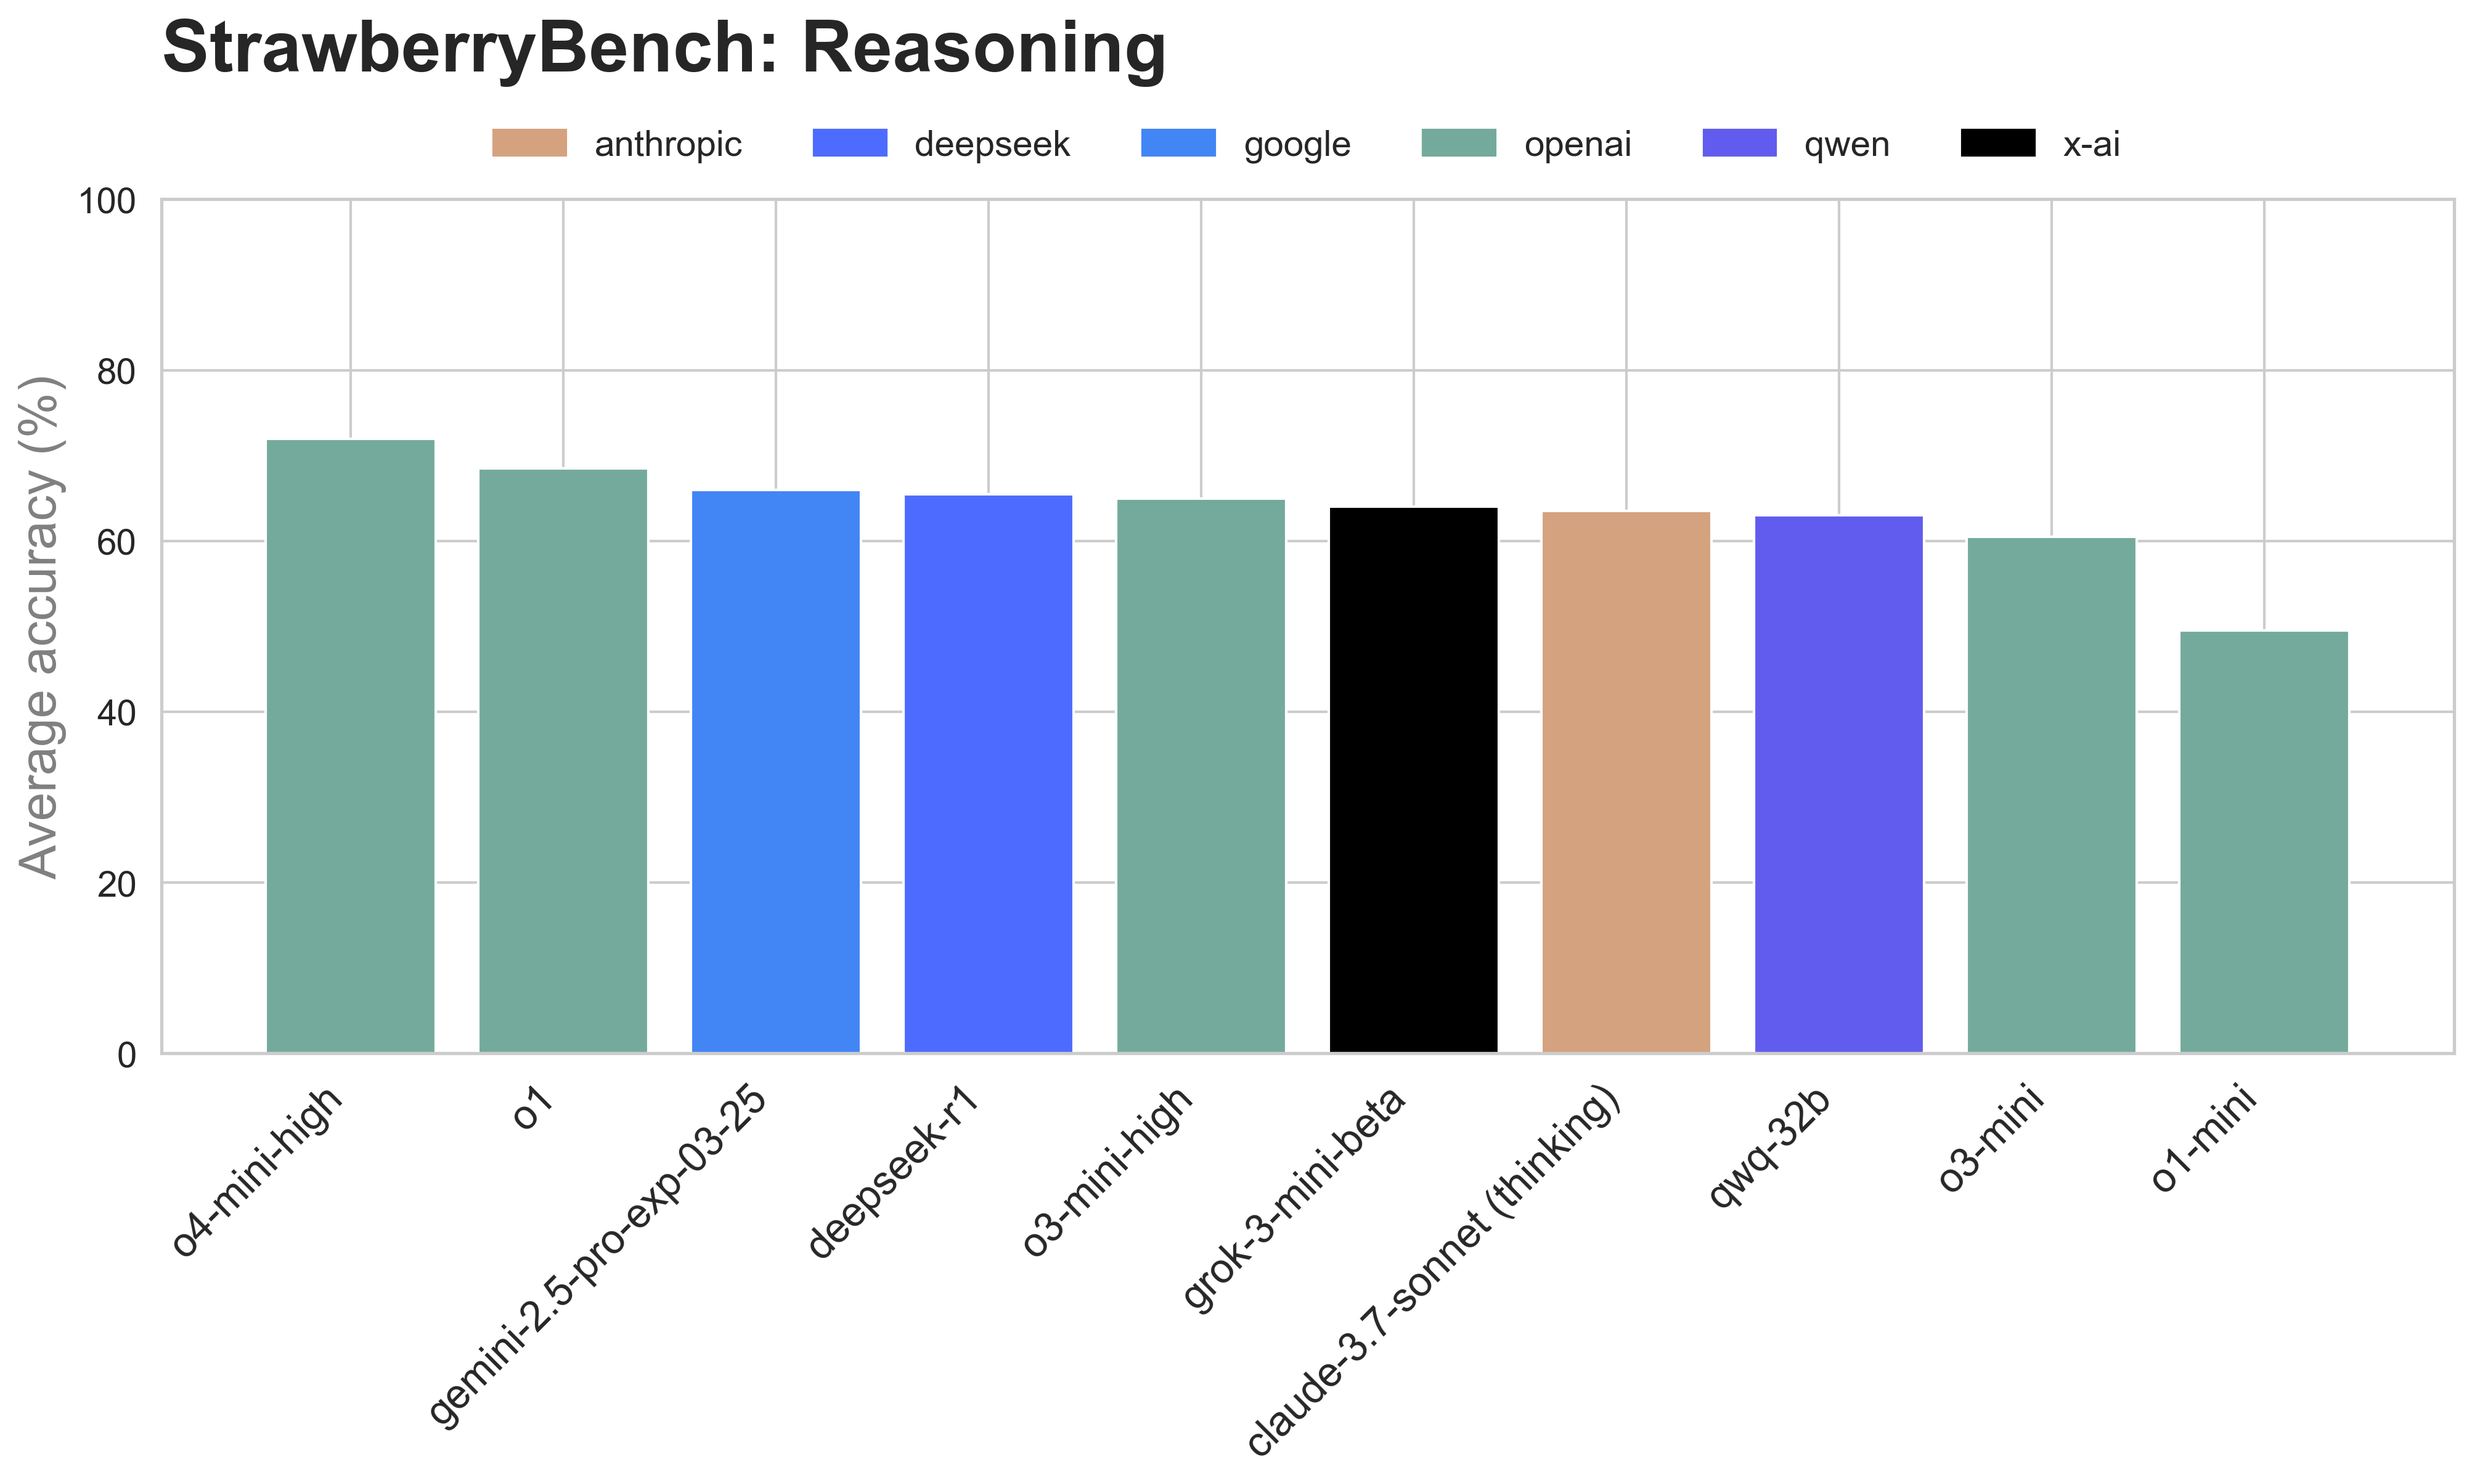 StrawberryBench: Reasoning
anthropic
deepseek
google
openai
qwen
x-ai
Average accuracy (%)
100
80
60
40
20
0
o4-mini-high
o1
gemini-2.5-pro-exp-03-25
deepseek-r1
o3-mini-high
grok-3-mini-beta
claude-3.7-sonnet (thinking)
qwq-32b
o3-mini
o1-mini